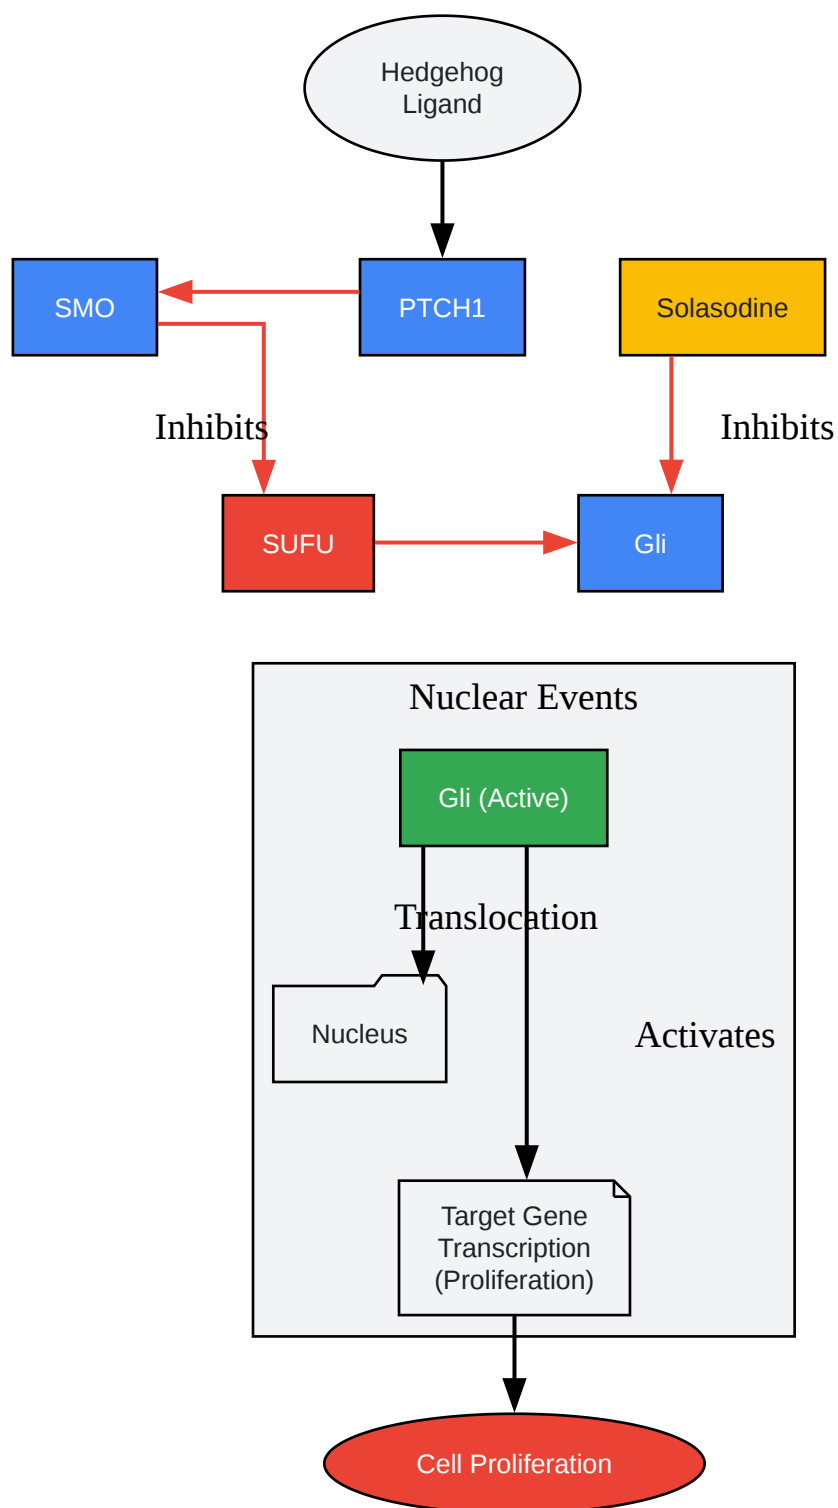 Hedgehog
Ligand
SMO
PTCH1
Solasodine
Inhibits
Inhibits
SUFU
Gli
Nuclear Events
Gli (Active)
Translocation
Nucleus
Activates
Target Gene
Transcription
(Proliferation)
Cell Proliferation